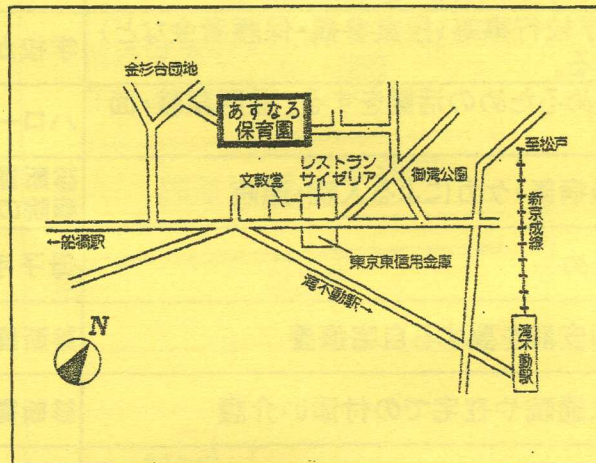 金杉台団地
あすなろ
保育園
至松戸
レストラン
サイゼリア
文教堂
御滝公園
新京成線
←船橋駅
東京東信用金庫
滝不動駅→
滝不動駅
N